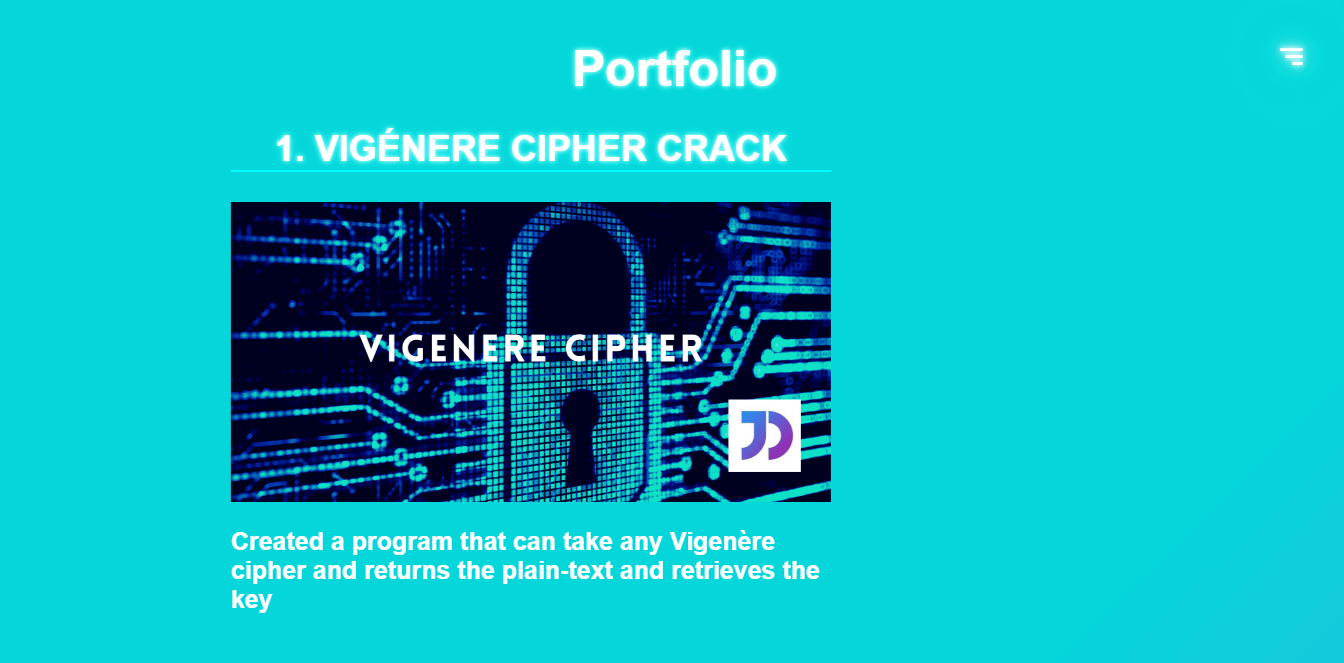 Portfolio
1. VIGÉNERE CIPHER CRACK
VIGENERE CIPHER
JD
Created a program that can take any Vigenère
cipher and returns the plain-text and retrieves the
key